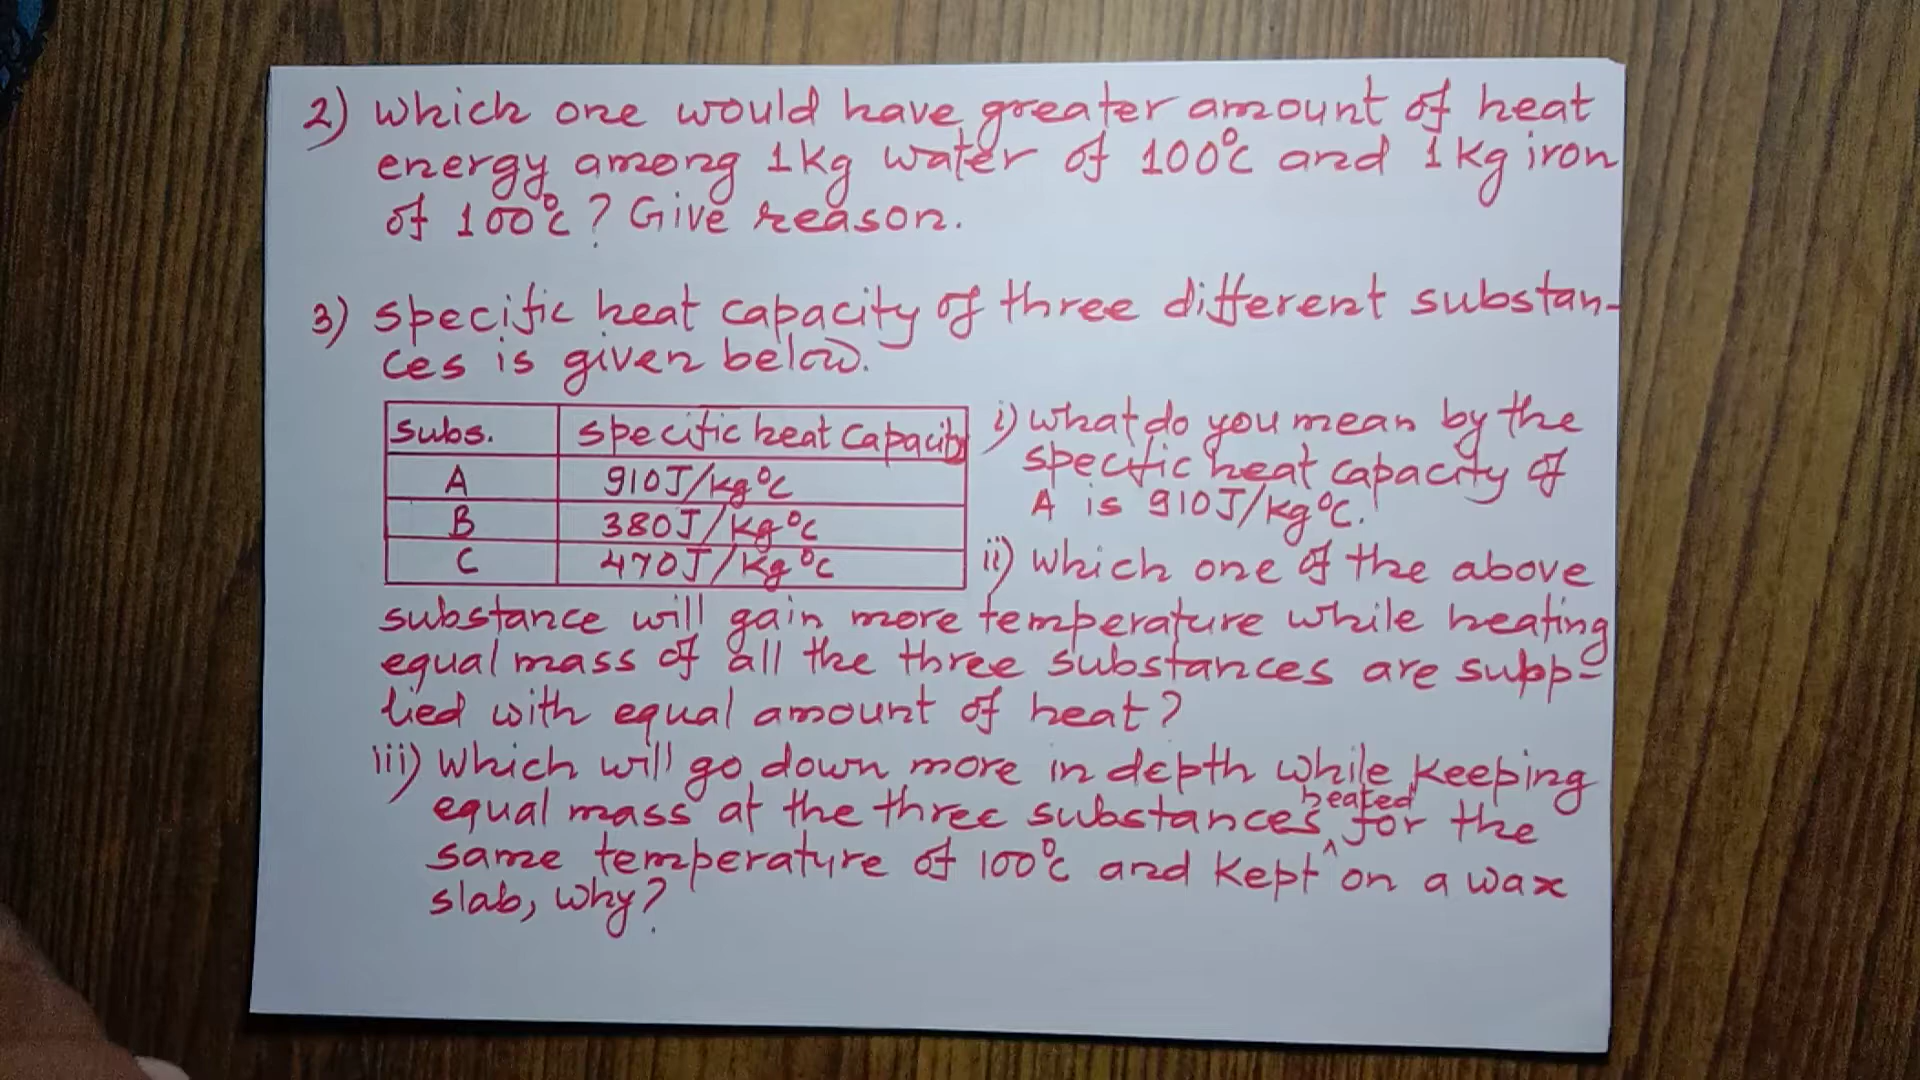 2) Which one would have greater amount of heat
energy among 1kg water of 100°C and 1kg iron
of 100°C? Give reason.
3) Specific heat capacity of three different substan-
ces is given below.
Subs. Specific heat capacity
A 910J/kg°C
B 380J/kg°C
C 470J/kg°C
i) What do you mean by the
specific heat capacity of
A is 910J/kg°C.
ii) Which one of the above
substance will gain more temperature while heating
equal mass of all the three substances are supp-
lied with equal amount of heat?
iii) Which will go down more in depth while keeping
equal mass at the three substances heated for the
same temperature of 100°C and kept on a wax
slab, why?